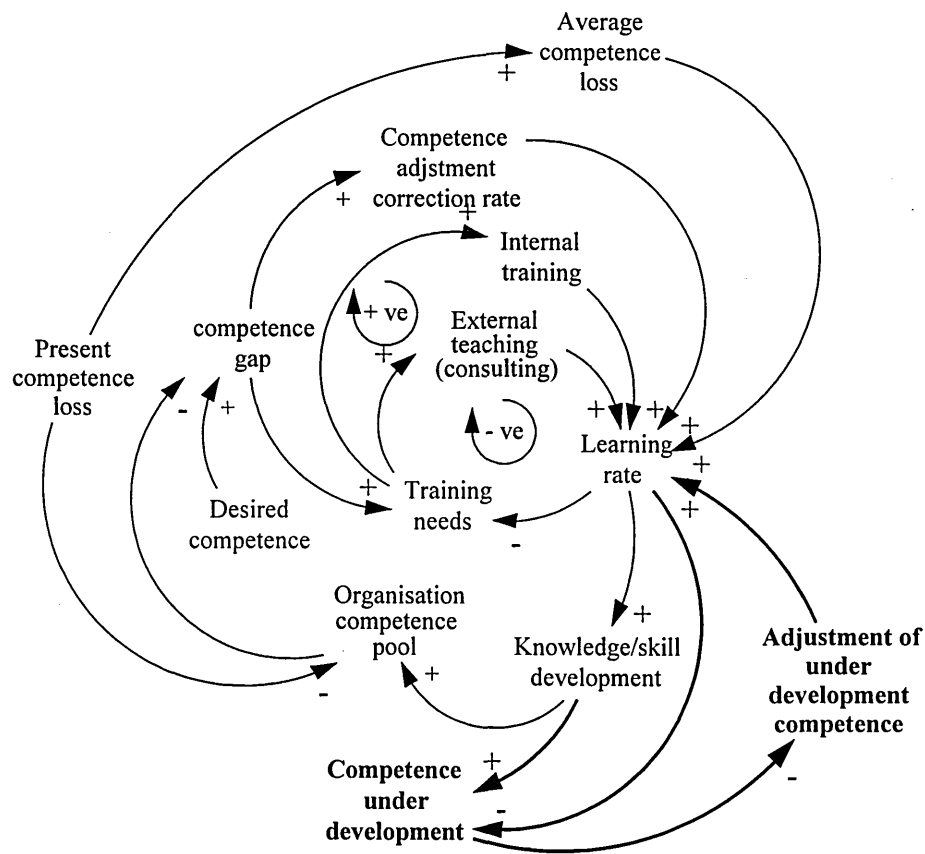 Average
competence
loss
+
Competence
adjstment
correction rate
+
+
Internal
training
+ ve
External
teaching
(consulting)
+
competence
gap
Present
competence
loss
-
+
- ve
+
+
+
Learning
rate
+
+
+
Training
needs
-
Desired
competence
Organisation
competence
pool
-
+
Knowledge/skill
development
+
Adjustment of
under
development
competence
-
Competence
under
development
+
-